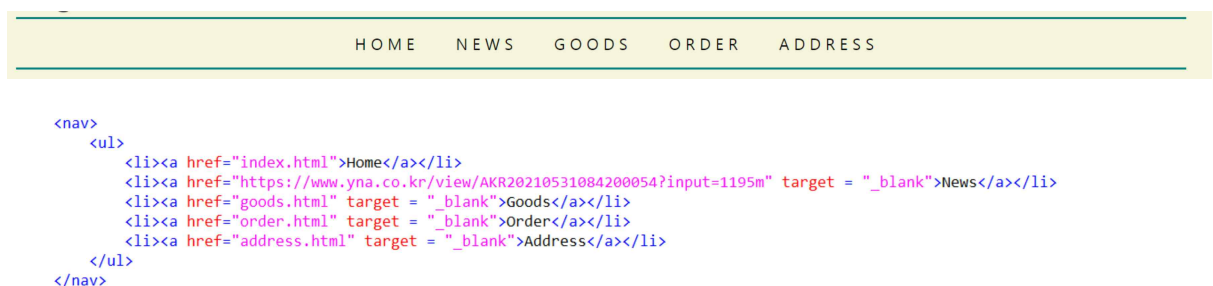 HOME NEWS GOODS ORDER ADDRESS
<nav>
<ul>
<li><a href="index.html">Home</a></li>
<li><a href="https://www.yna.co.kr/view/AKR20210531084200054?input=1195m" target = "_blank">News</a></li>
<li><a href="goods.html" target = "_blank">Goods</a></li>
<li><a href="order.html" target = "_blank">Order</a></li>
<li><a href="address.html" target = "_blank">Address</a></li>
</ul>
</nav>